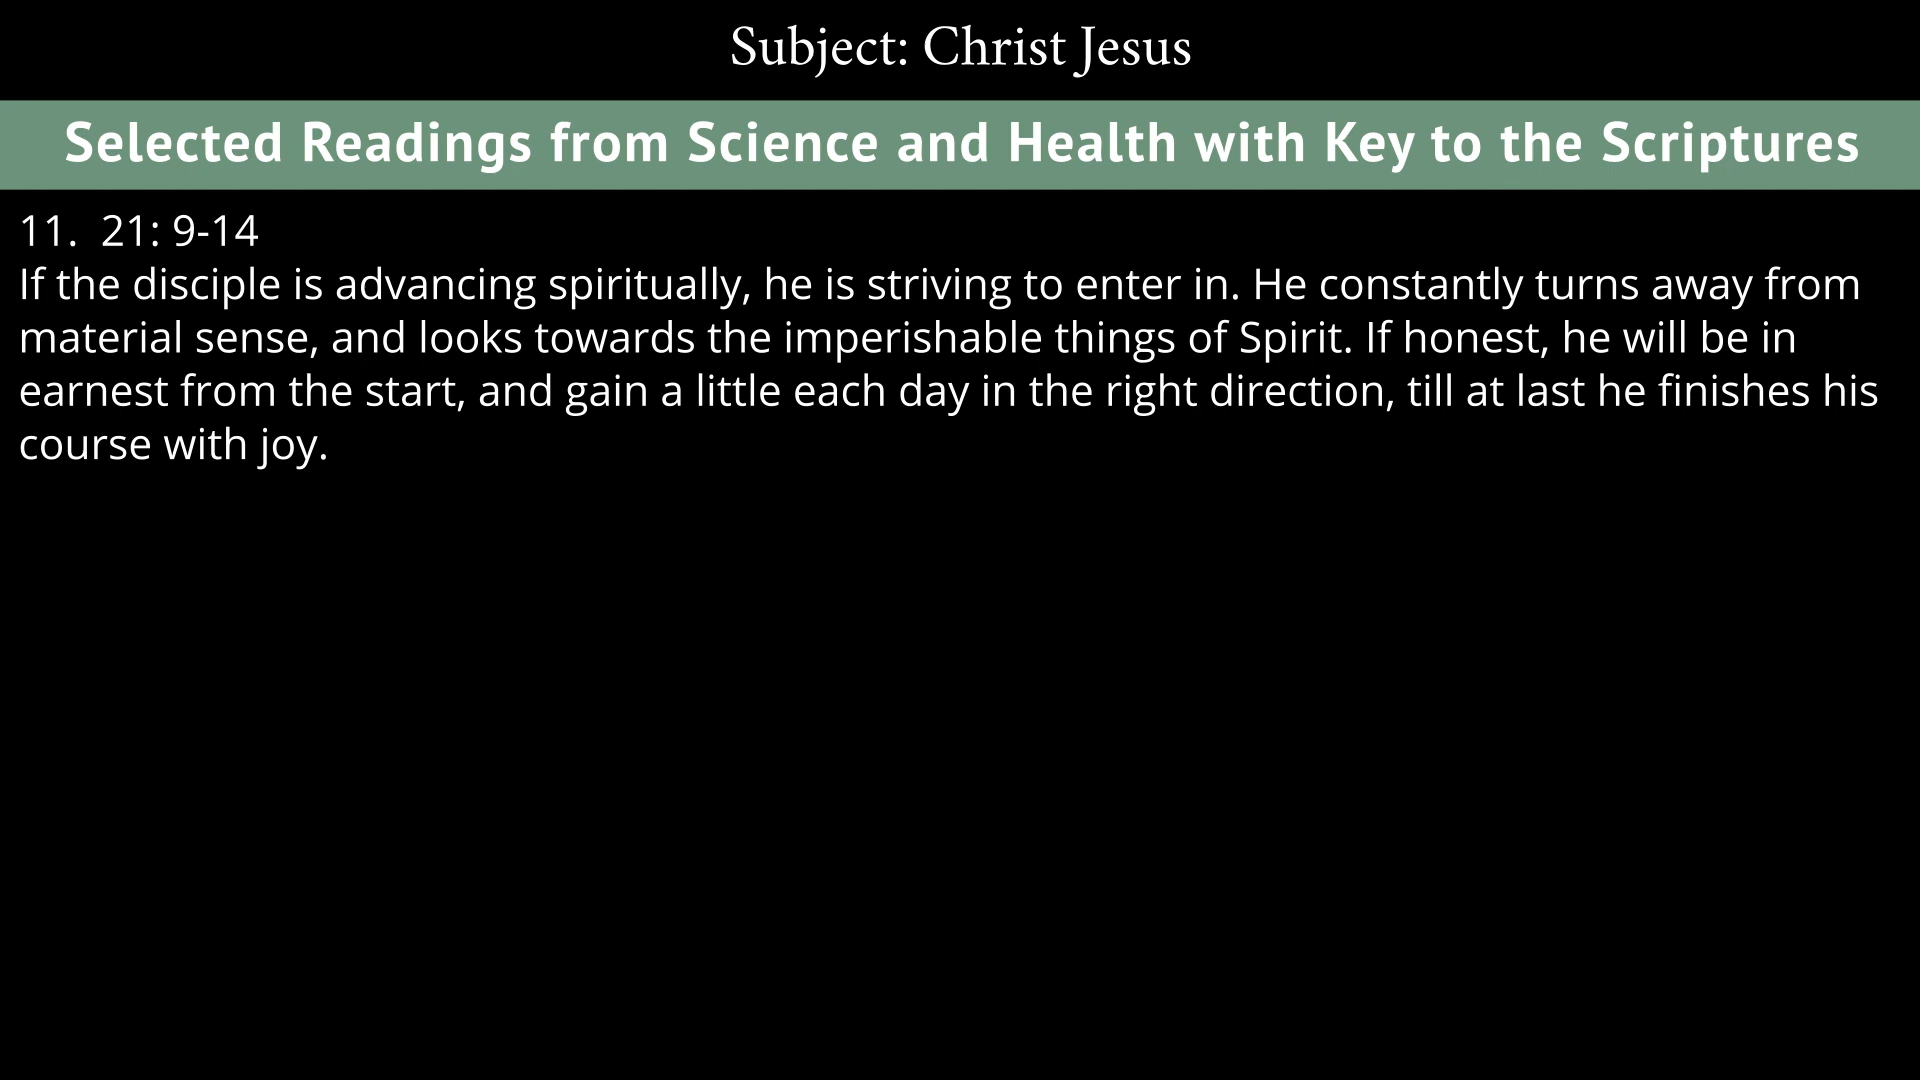 Subject: Christ Jesus
Selected Readings from Science and Health with Key to the Scriptures
11.  21: 9-14
If the disciple is advancing spiritually, he is striving to enter in. He constantly turns away from
material sense, and looks towards the imperishable things of Spirit. If honest, he will be in
earnest from the start, and gain a little each day in the right direction, till at last he finishes his
course with joy.